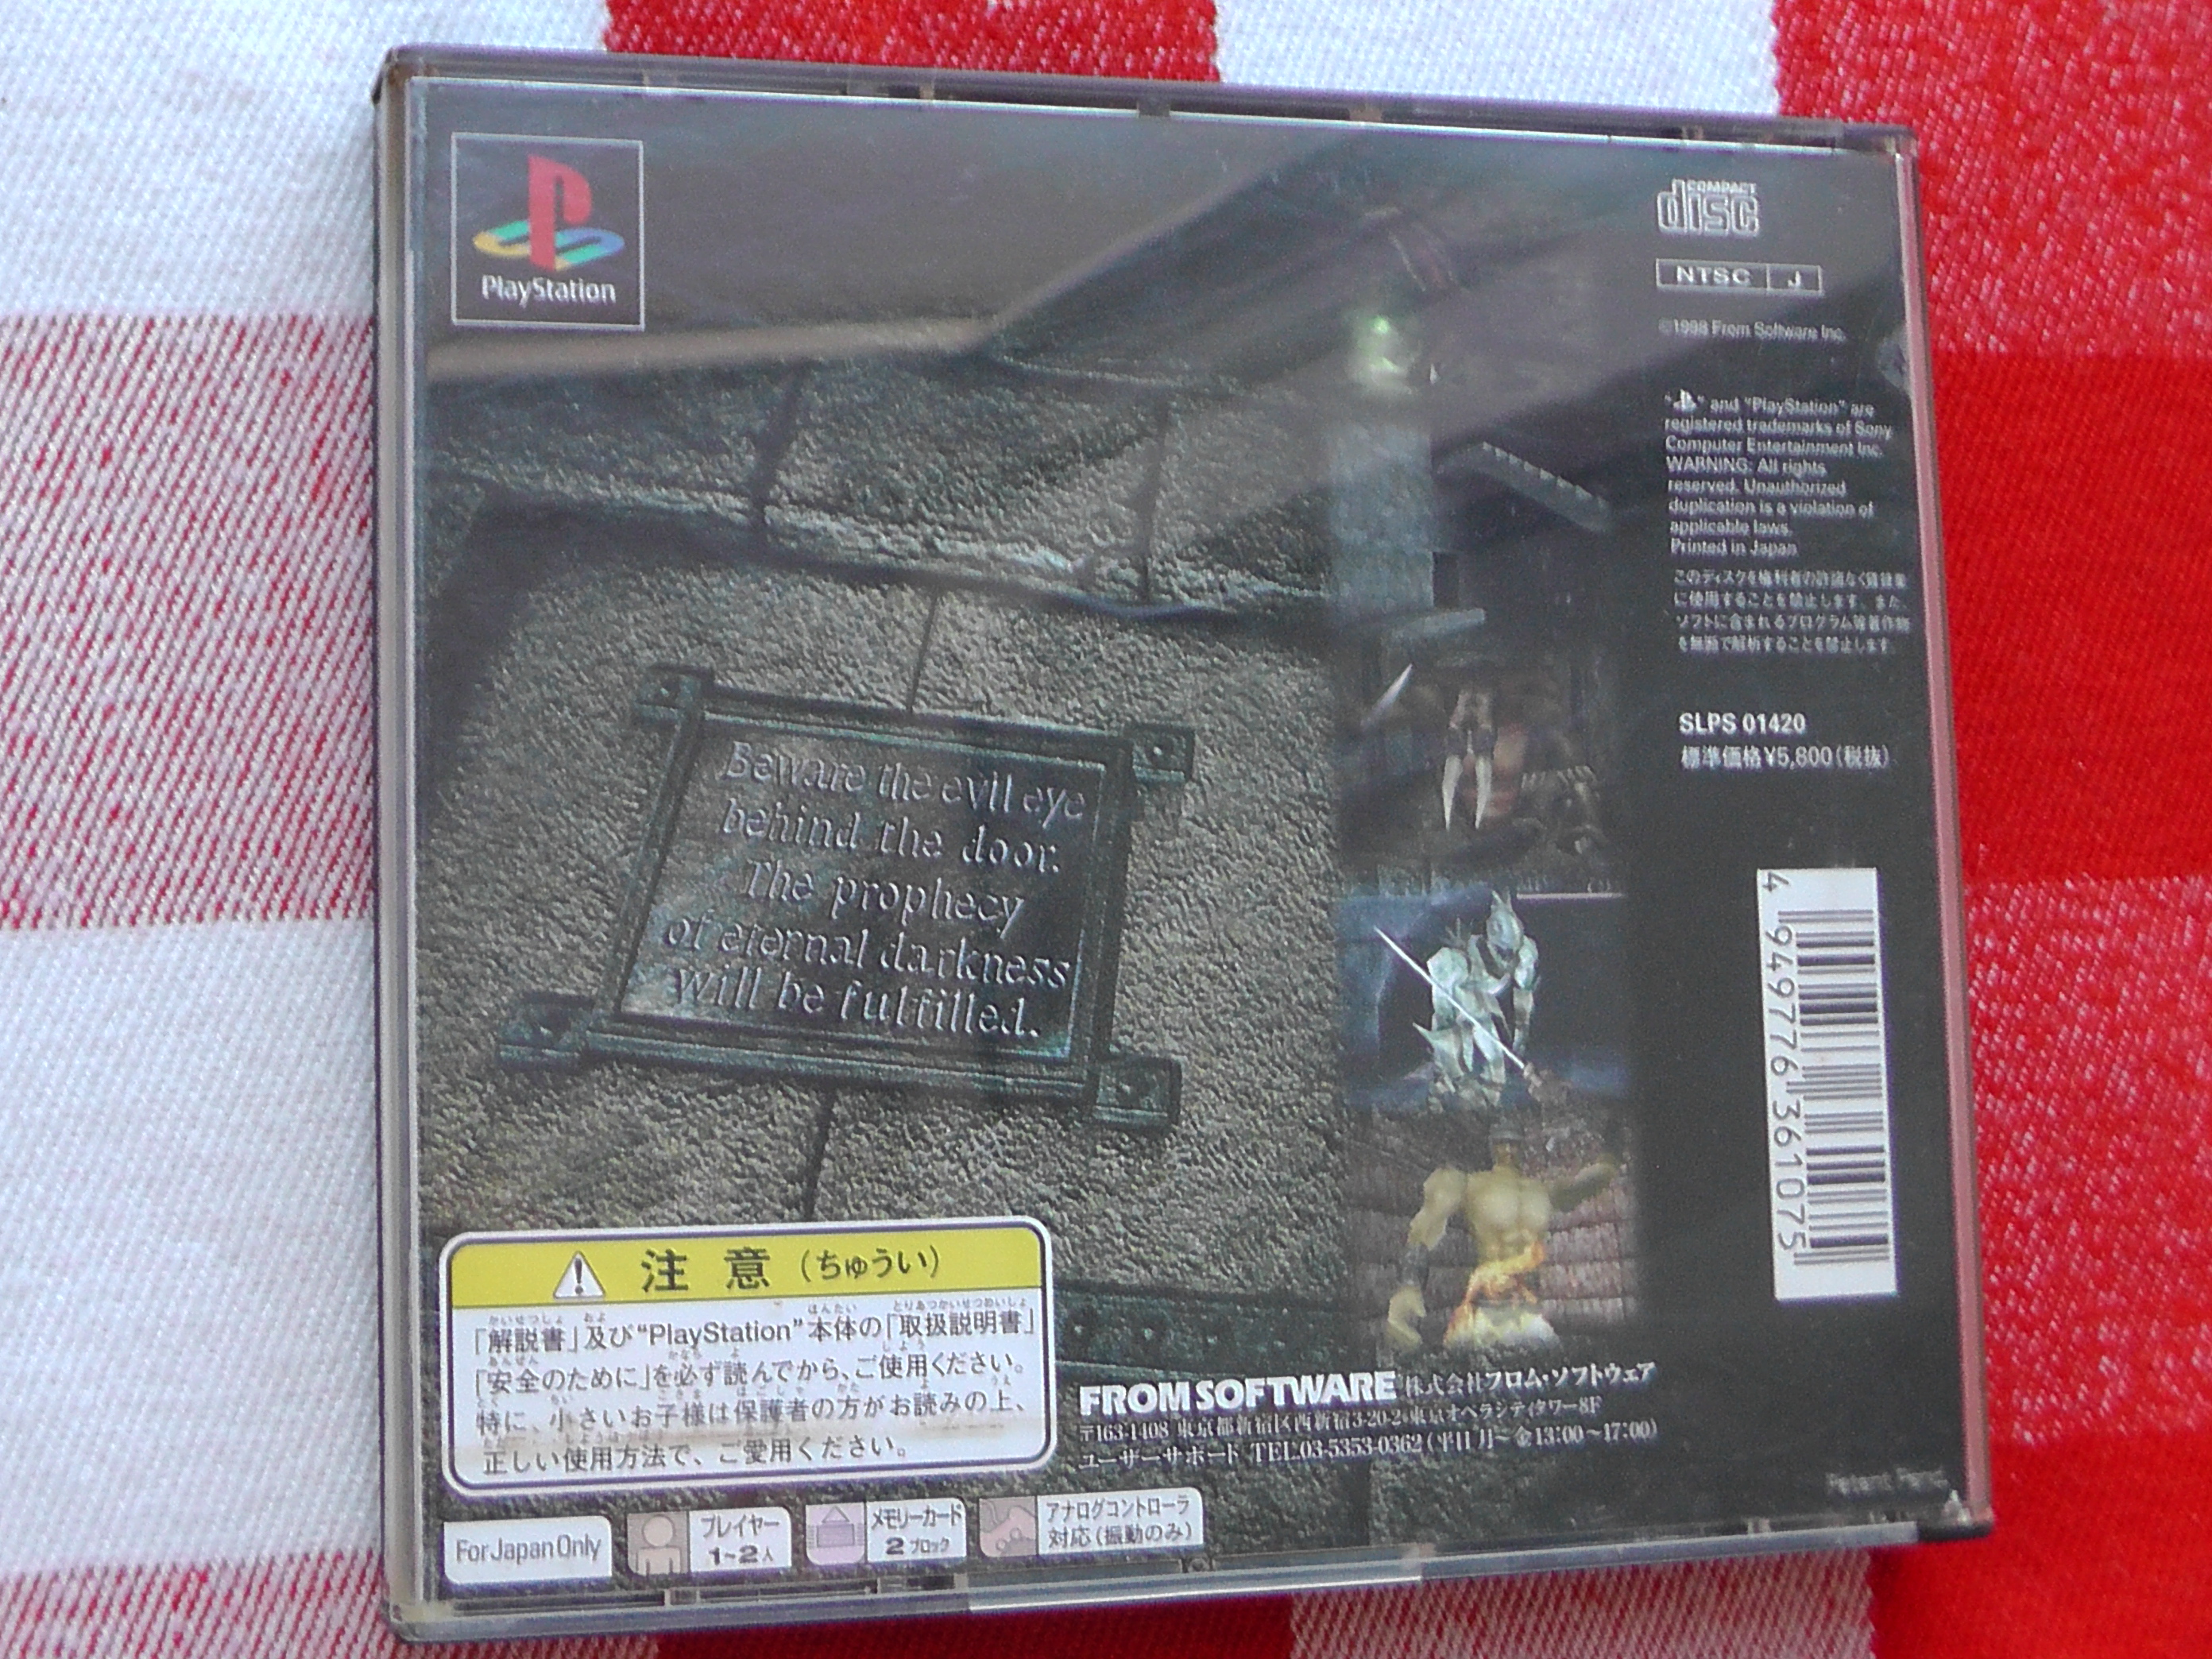 PlayStation
COMPACT
disc
NTSC J
©1998 From Software Inc.
" " and "PlayStation" are
registered trademarks of Sony
Computer Entertainment Inc.
WARNING: All rights
reserved. Unauthorized
duplication is a violation of
applicable laws.
Printed in Japan
このディスクを権利者の許諾なく賃貸業
に使用することを禁止します。また、
ソフトに含まれるプログラム等著作物
を無断で解析することを禁止します。
SLPS 01420
標準価格¥5,800(税抜)
4 949776 361075
Beware the evil eye
behind the door.
The prophecy
of eternal darkness
will be fulfilled.
注意(ちゅうい)
「解説書」及び"PlayStation"本体の「取扱説明書」
「安全のために」を必ず読んでから、ご使用ください。
特に、小さいお子様は保護者の方がお読みの上、
正しい使用方法で、ご愛用ください。
FROMSOFTWARE 株式会社フロム・ソフトウェア
〒163-1408 東京都新宿区西新宿3-20-2 東京オペラシティタワー8F
ユーザーサポート TEL.03-5353-0362(平日 月~金13:00~17:00)
Patent Pend
For Japan Only
プレイヤー
1~2人
メモリーカード
2ブロック
アナログコントローラ
対応(振動のみ)